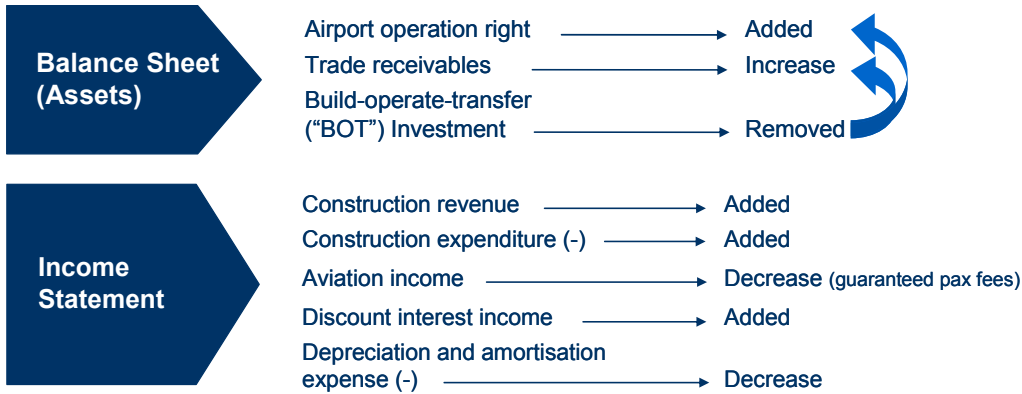 Balance Sheet
(Assets)
Airport operation right Added
Trade receivables Increase
Build-operate-transfer
(“BOT”) Investment Removed
Income
Statement
Construction revenue Added
Construction expenditure (-) Added
Aviation income Decrease (guaranteed pax fees)
Discount interest income Added
Depreciation and amortisation
expense (-) Decrease